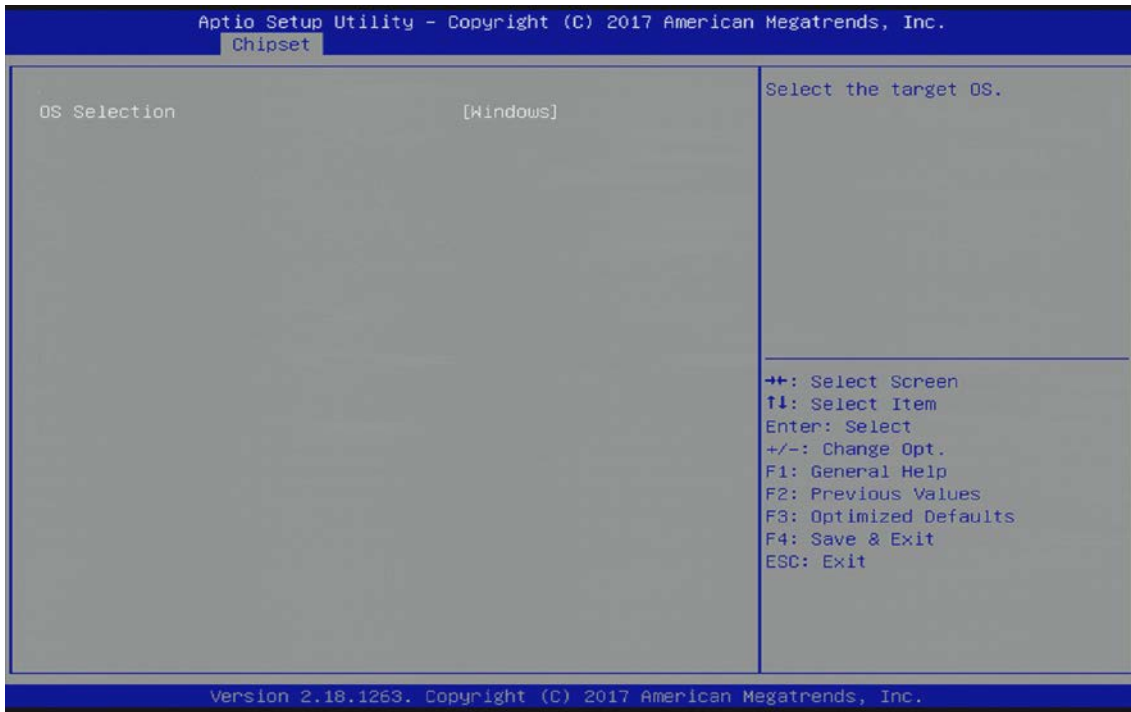 Aptio Setup Utility – Copyright (C) 2017 American Megatrends, Inc.
Chipset
OS Selection [Windows]
Select the target OS.
→←: Select Screen
↑↓: Select Item
Enter: Select
+/-: Change Opt.
F1: General Help
F2: Previous Values
F3: Optimized Defaults
F4: Save & Exit
ESC: Exit
Version 2.18.1263. Copyright (C) 2017 American Megatrends, Inc.